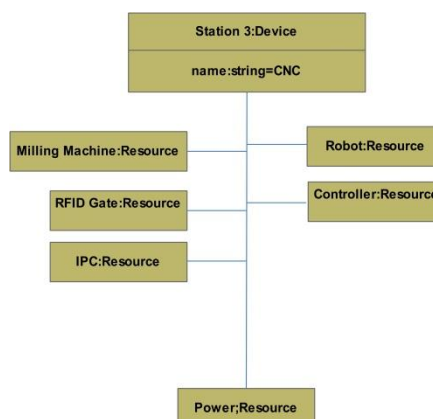 Station 3:Device
name:string=CNC
Milling Machine:Resource
Robot:Resource
RFID Gate:Resource
Controller:Resource
IPC:Resource
Power;Resource